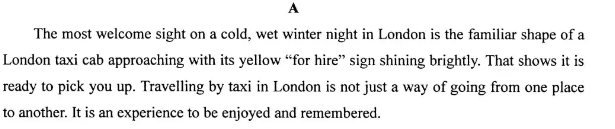 A
The most welcome sight on a cold, wet winter night in London is the familiar shape of a
London taxi cab approaching with its yellow “for hire” sign shining brightly. That shows it is
ready to pick you up. Travelling by taxi in London is not just a way of going from one place
to another. It is an experience to be enjoyed and remembered.